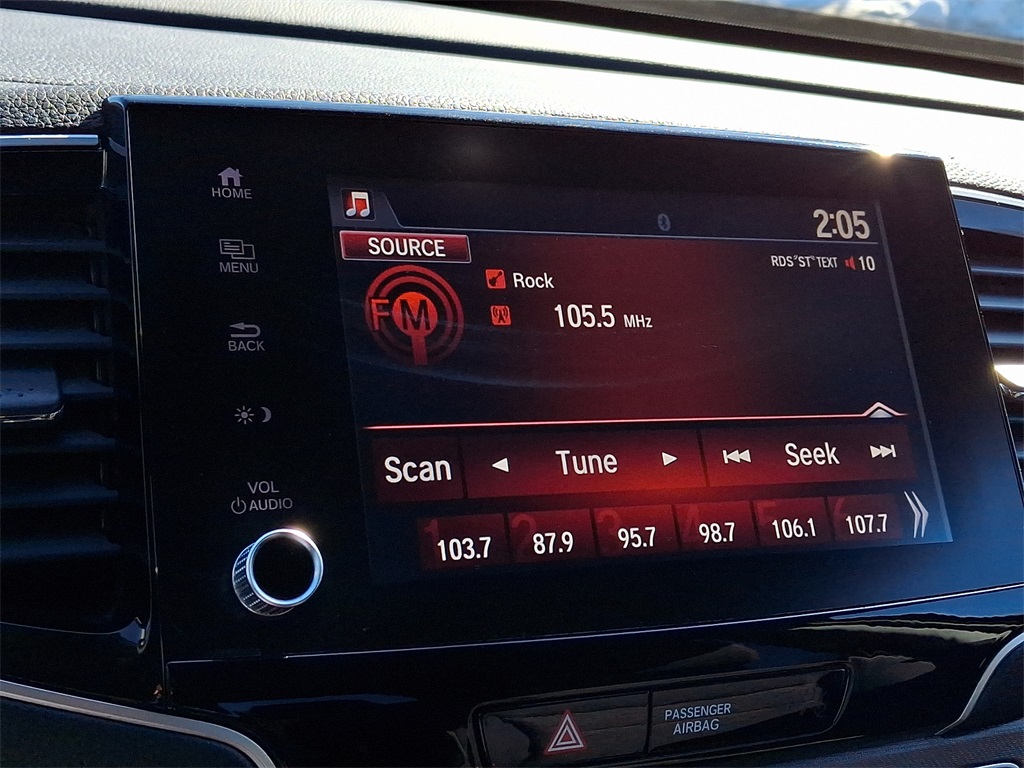 HOME
MENU
BACK
VOL
AUDIO
2:05
SOURCE
RDS ST TEXT 10
FM
Rock
105.5 MHz
Scan Tune Seek
1 2 3 4 5 6
103.7 87.9 95.7 98.7 106.1 107.7
PASSENGER
AIRBAG